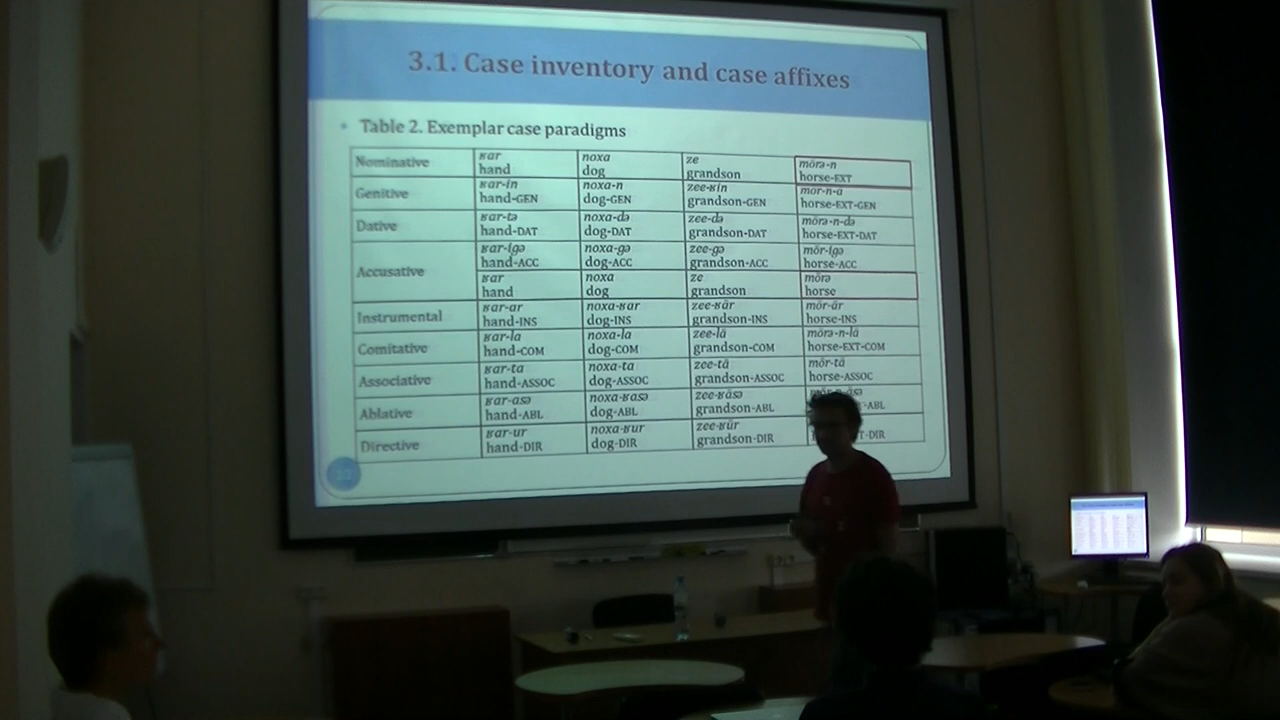 3.1. Case inventory and case affixes
• Table 2. Exemplar case paradigms
Nominative ʁar noxa ze mörə-n
hand dog grandson horse-EXT
Genitive ʁar-in noxa-n zee-ʁin mör-n-ä
hand-GEN dog-GEN grandson-GEN horse-EXT-GEN
Dative ʁar-tə noxa-də zee-də mörə-n-də
hand-DAT dog-DAT grandson-DAT horse-EXT-DAT
Accusative ʁar-igə noxa-gə zee-gə mör-igə
hand-ACC dog-ACC grandson-ACC horse-ACC
ʁar noxa ze mörə
hand dog grandson horse
Instrumental ʁar-ar noxa-ʁar zee-ʁär mör-är
hand-INS dog-INS grandson-INS horse-INS
Comitative ʁar-la noxa-la zee-lä mörə-n-lä
hand-COM dog-COM grandson-COM horse-EXT-COM
Associative ʁar-ta noxa-ta zee-tä mör-tä
hand-ASSOC dog-ASSOC grandson-ASSOC horse-ASSOC
Ablative ʁar-asə noxa-ʁasə zee-ʁäsə
hand-ABL dog-ABL grandson-ABL -ABL
Directive ʁar-ur noxa-ʁur zee-ʁür
hand-DIR dog-DIR grandson-DIR T-DIR